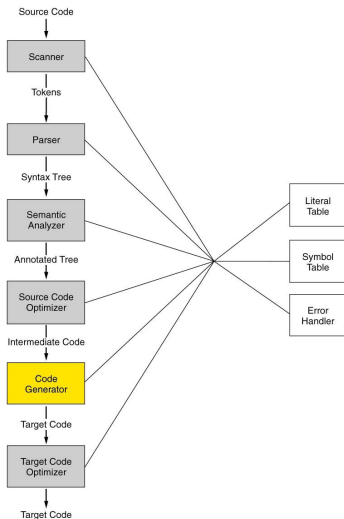 Source Code
Scanner
Tokens
Parser
Syntax Tree
Semantic
Analyzer
Annotated Tree
Source Code
Optimizer
Intermediate Code
Code
Generator
Target Code
Target Code
Optimizer
Target Code
Literal
Table
Symbol
Table
Error
Handler